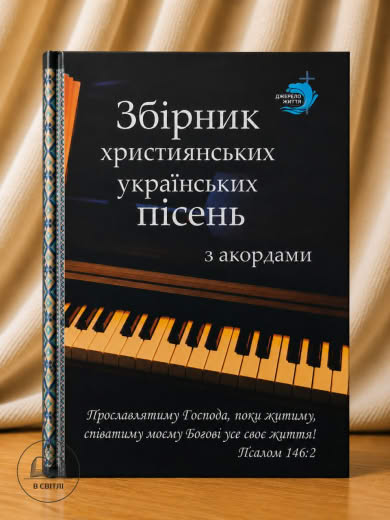 ДЖЕРЕЛО
ЖИТТЯ
Збірник
християнських
українських
пісень
з акордами
Прославлятиму Господа, поки житиму,
співатиму моєму Богові усе своє життя!
Псалом 146:2
В СВІТЛІ